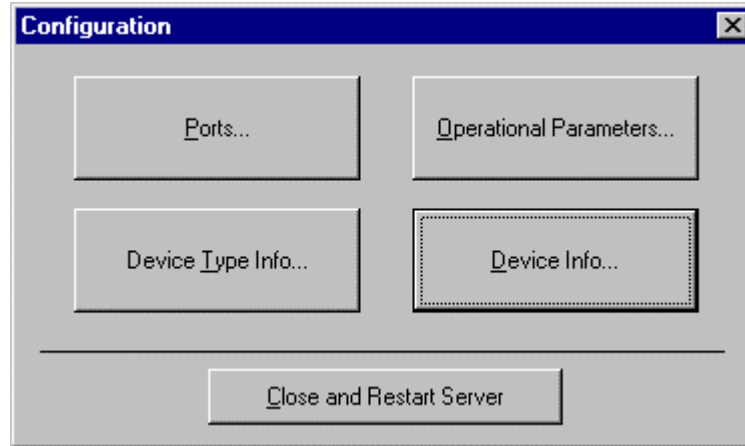 Configuration
Ports...
Operational Parameters...
Device Type Info...
Device Info...
Close and Restart Server